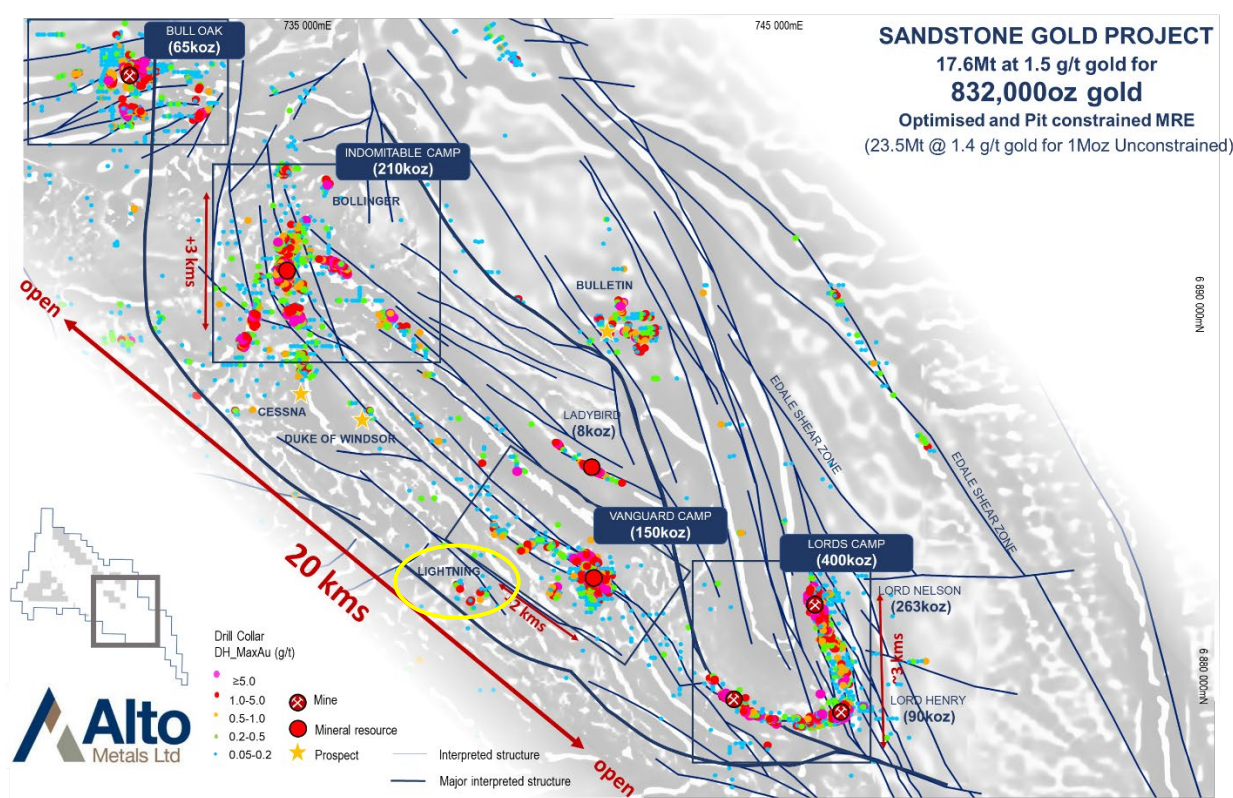 735 000mE
745 000mE
SANDSTONE GOLD PROJECT
17.6Mt at 1.5 g/t gold for
832,000oz gold
Optimised and Pit constrained MRE
(23.5Mt @ 1.4 g/t gold for 1Moz Unconstrained)
BULL OAK
(65koz)
INDOMITABLE CAMP
(210koz)
BOLLINGER
+3 kms
open
BULLETIN
6 890 000mN
CESSNA
DUKE OF WINDSOR
LADYBIRD
(8koz)
EDALE SHEAR ZONE
EDALE SHEAR ZONE
VANGUARD CAMP
(150koz)
LORDS CAMP
(400koz)
20 kms
LIGHTNING
~2 kms
LORD NELSON
(263koz)
~3 kms
LORD HENRY
(90koz)
6 880 000mN
open
Drill Collar
DH_MaxAu (g/t)
≥5.0
1.0-5.0
0.5-1.0
0.2-0.5
0.05-0.2
Mine
Mineral resource
Prospect
Interpreted structure
Major interpreted structure
Alto
Metals Ltd